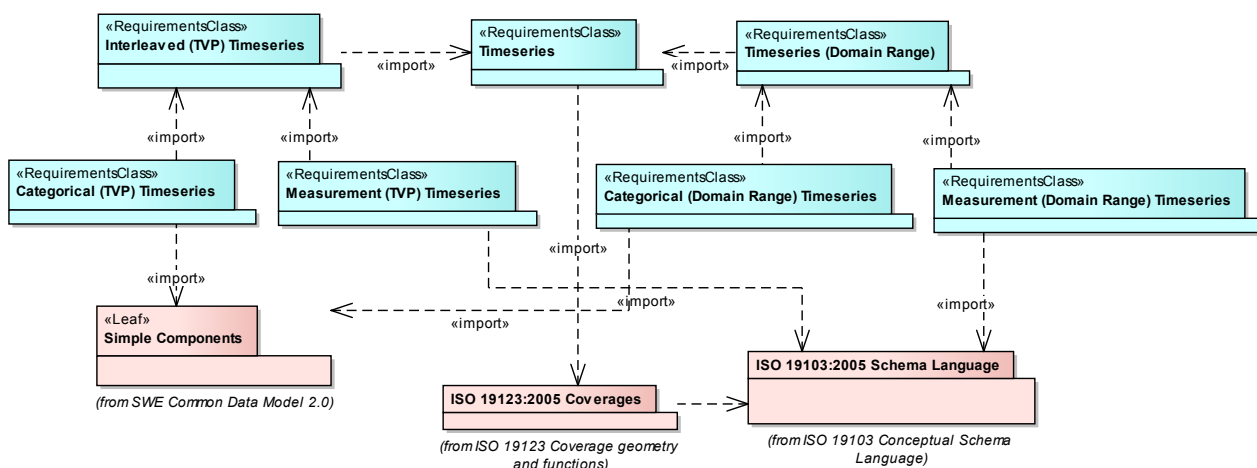 «RequirementsClass»
Interleaved (TVP) Timeseries
«RequirementsClass»
Timeseries
«RequirementsClass»
Timeseries (Domain Range)
«import»
«import»
«import»
«import»
«import»
«import»
«RequirementsClass»
Categorical (TVP) Timeseries
«RequirementsClass»
Measurement (TVP) Timeseries
«RequirementsClass»
Categorical (Domain Range) Timeseries
«RequirementsClass»
Measurement (Domain Range) Timeseries
«import»
«import»
«import»
«import»
«import»
«Leaf»
Simple Components
(from SWE Common Data Model 2.0)
ISO 19123:2005 Coverages
(from ISO 19123 Coverage geometry
and functions)
ISO 19103:2005 Schema Language
(from ISO 19103 Conceptual Schema
Language)